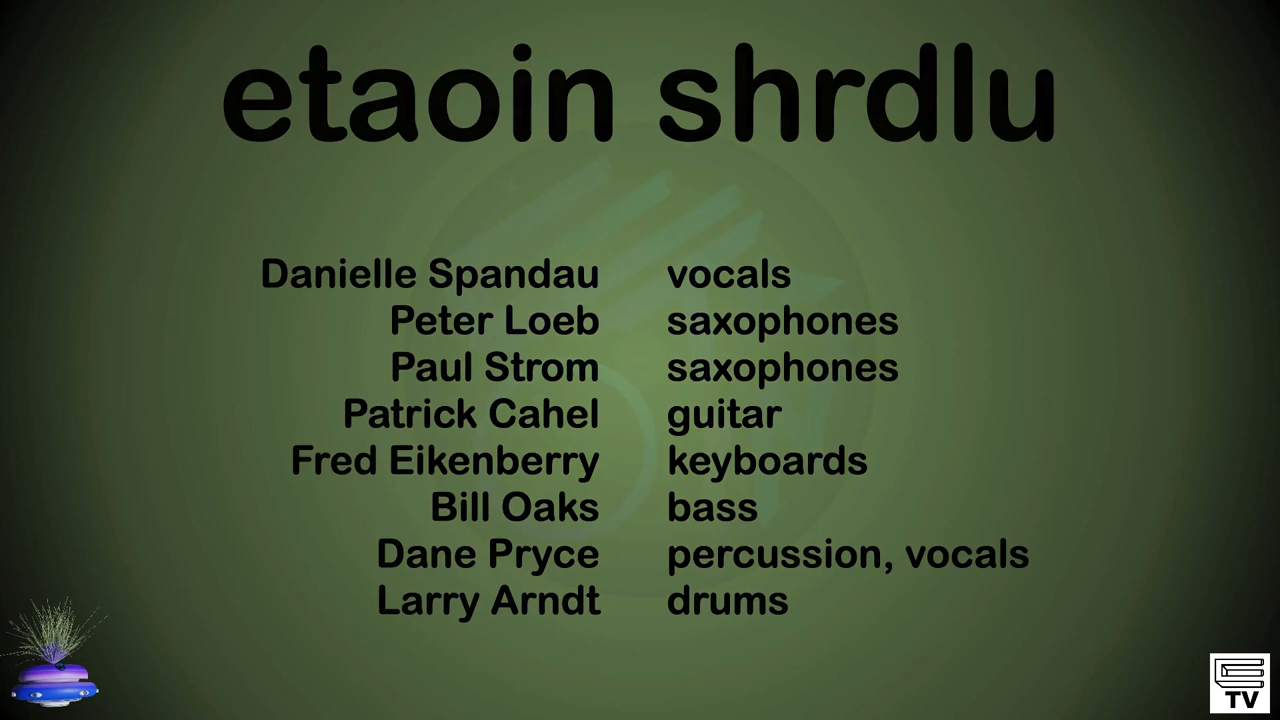 etaoin shrdlu
Danielle Spandau vocals
Peter Loeb saxophones
Paul Strom saxophones
Patrick Cahel guitar
Fred Eikenberry keyboards
Bill Oaks bass
Dane Pryce percussion, vocals
Larry Arndt drums
E
TV